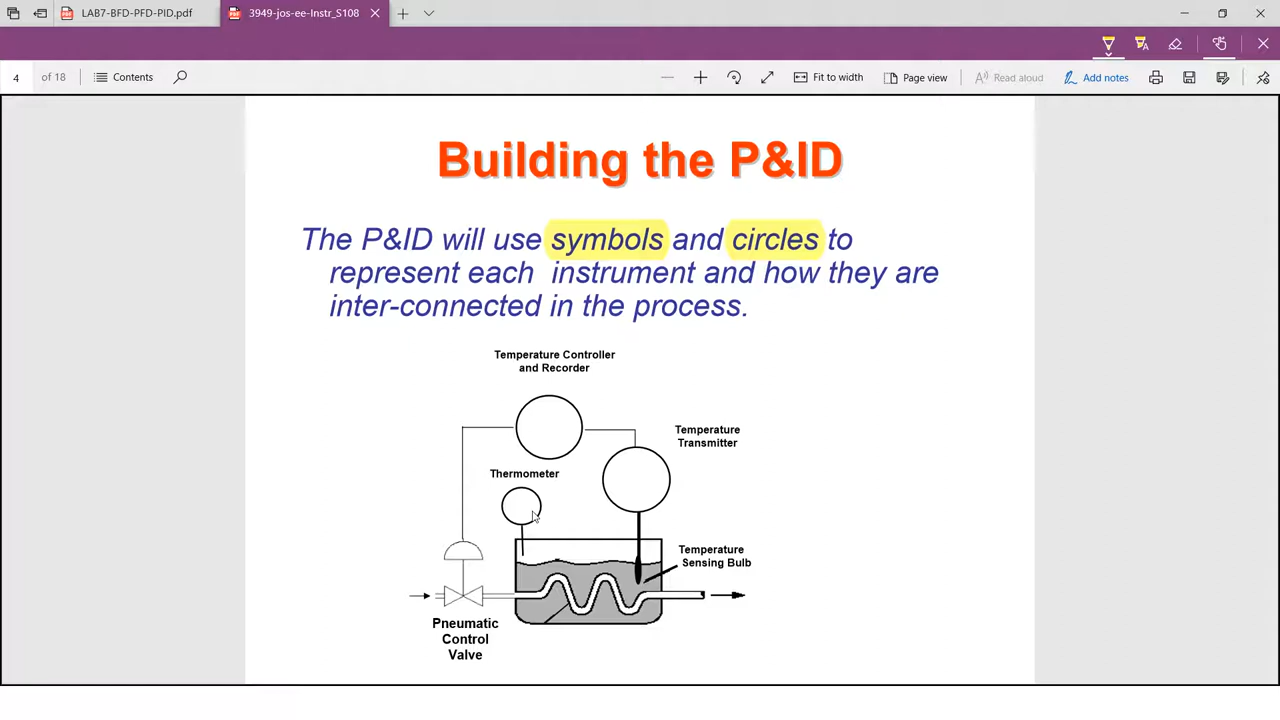 LAB7-BFD-PFD-PID.pdf
3949-jos-ee-Instr_S108
4 of 18
Contents
Fit to width
Page view
Read aloud
Add notes
Building the P&ID
The P&ID will use symbols and circles to
represent each instrument and how they are
inter-connected in the process.
Temperature Controller
and Recorder
Temperature
Transmitter
Thermometer
Temperature
Sensing Bulb
Pneumatic
Control
Valve